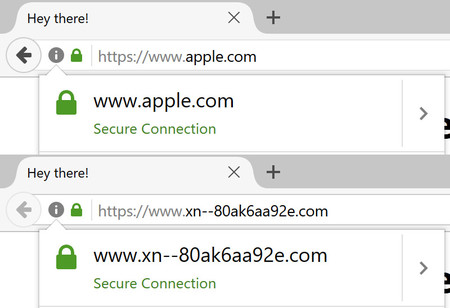 Hey there!
https://www.apple.com
www.apple.com
Secure Connection
Hey there!
https://www.xn--80ak6aa92e.com
www.xn--80ak6aa92e.com
Secure Connection